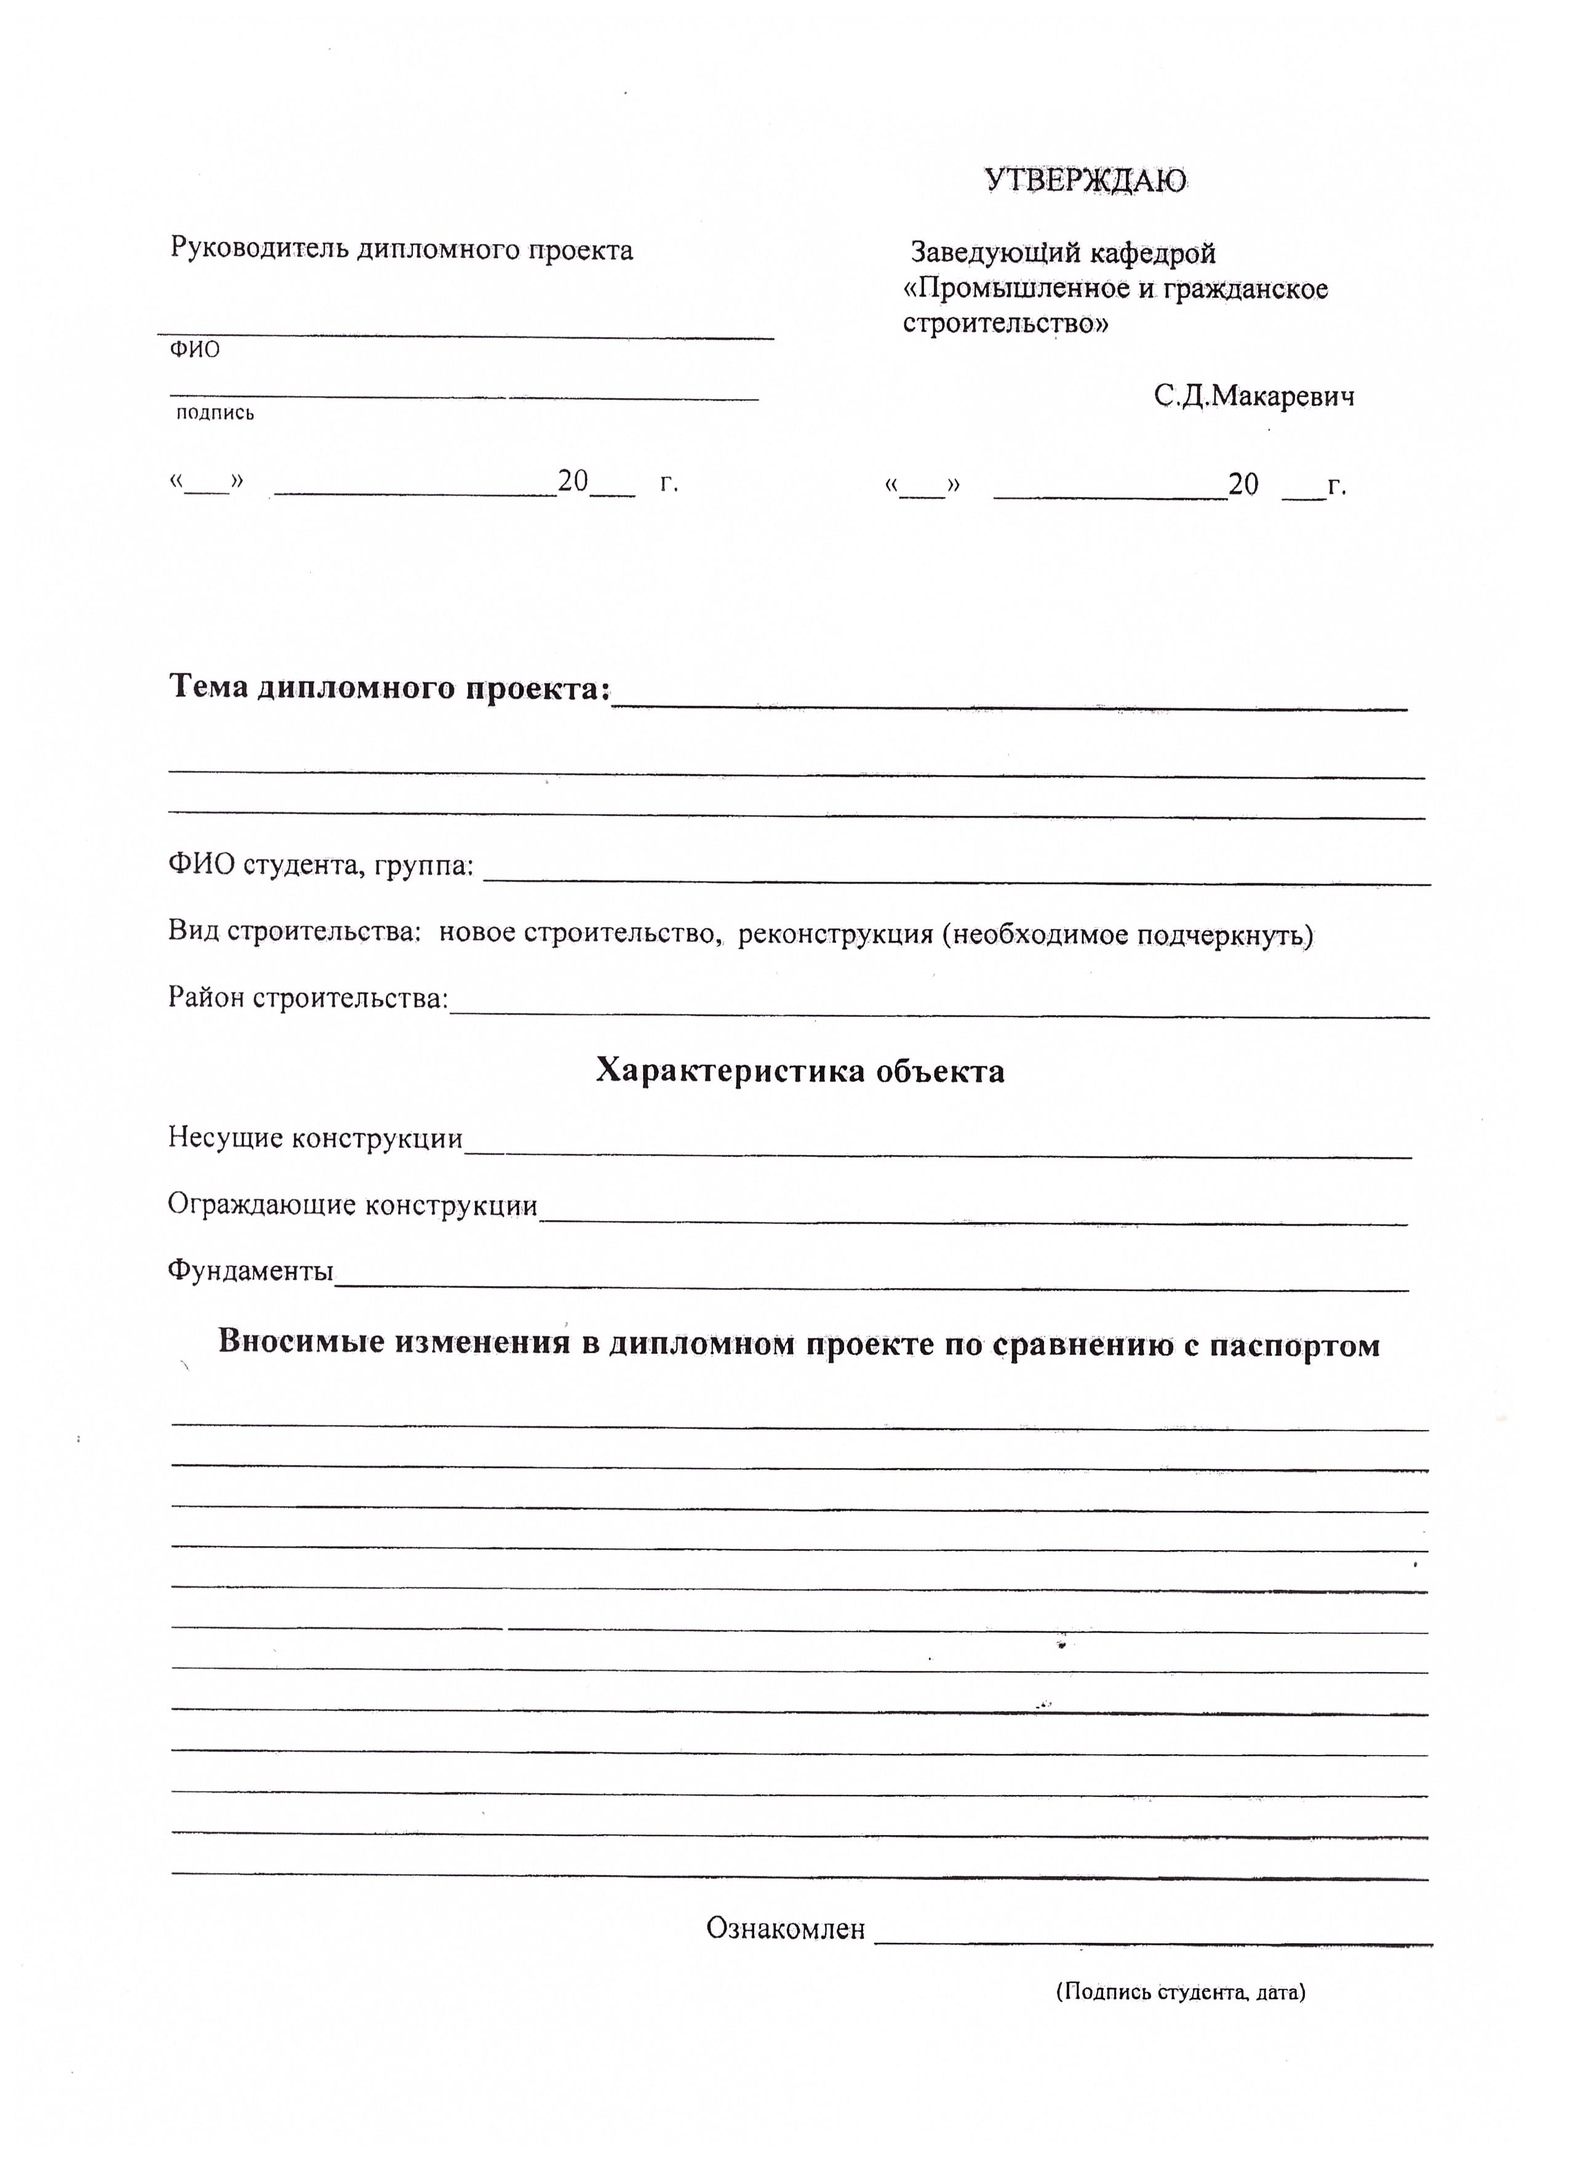 УТВЕРЖДАЮ
Руководитель дипломного проекта
Заведующий кафедрой
«Промышленное и гражданское
строительство»
ФИО
С.Д.Макаревич
подпись
«___» ___________________20___ г.
«___» ________________20 ___г.
Тема дипломного проекта:
ФИО студента, группа:
Вид строительства: новое строительство, реконструкция (необходимое подчеркнуть)
Район строительства:
Характеристика объекта
Несущие конструкции
Ограждающие конструкции
Фундаменты
Вносимые изменения в дипломном проекте по сравнению с паспортом
Ознакомлен
(Подпись студента, дата)